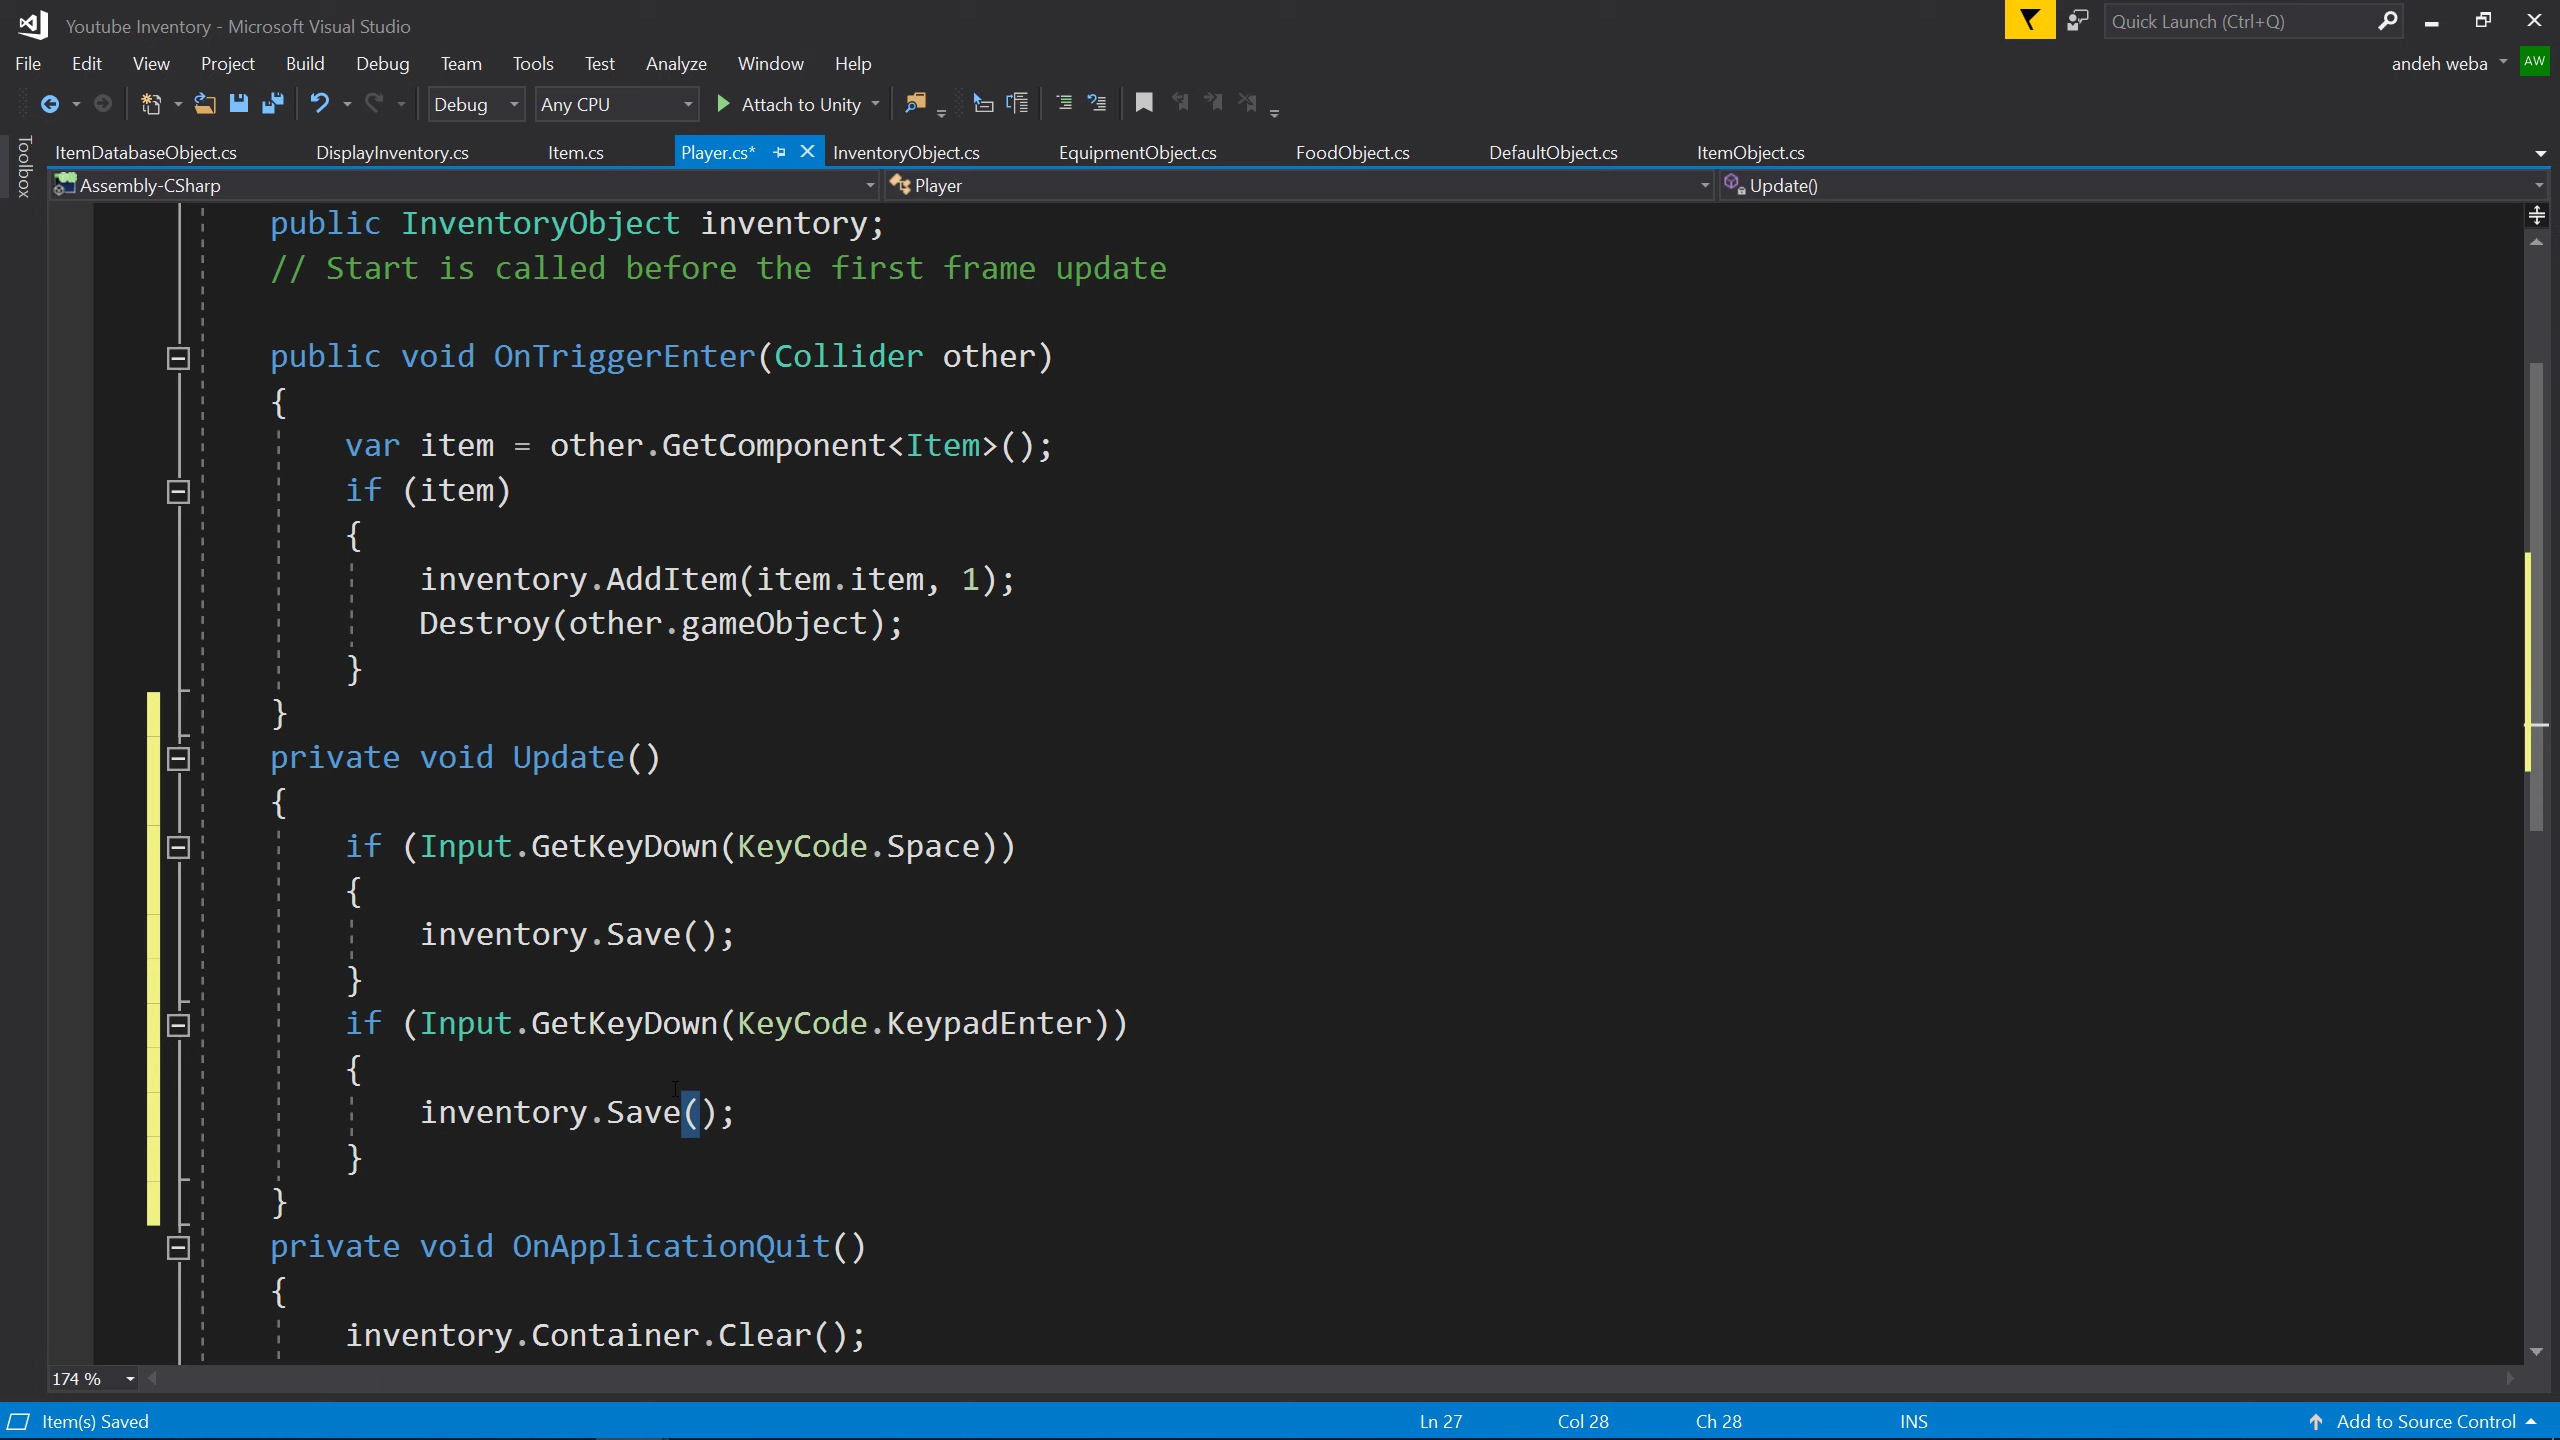 Youtube Inventory - Microsoft Visual Studio
Quick Launch (Ctrl+Q)
File Edit View Project Build Debug Team Tools Test Analyze Window Help
andeh weba AW
Debug Any CPU Attach to Unity
Toolbox
ItemDatabaseObject.cs DisplayInventory.cs Item.cs Player.cs* InventoryObject.cs EquipmentObject.cs FoodObject.cs DefaultObject.cs ItemObject.cs
Assembly-CSharp Player Update()
public InventoryObject inventory;
// Start is called before the first frame update
public void OnTriggerEnter(Collider other)
{
var item = other.GetComponent<Item>();
if (item)
{
inventory.AddItem(item.item, 1);
Destroy(other.gameObject);
}
}
private void Update()
{
if (Input.GetKeyDown(KeyCode.Space))
{
inventory.Save();
}
if (Input.GetKeyDown(KeyCode.KeypadEnter))
{
inventory.Save();
}
}
private void OnApplicationQuit()
{
inventory.Container.Clear();
174 %
Item(s) Saved Ln 27 Col 28 Ch 28 INS Add to Source Control